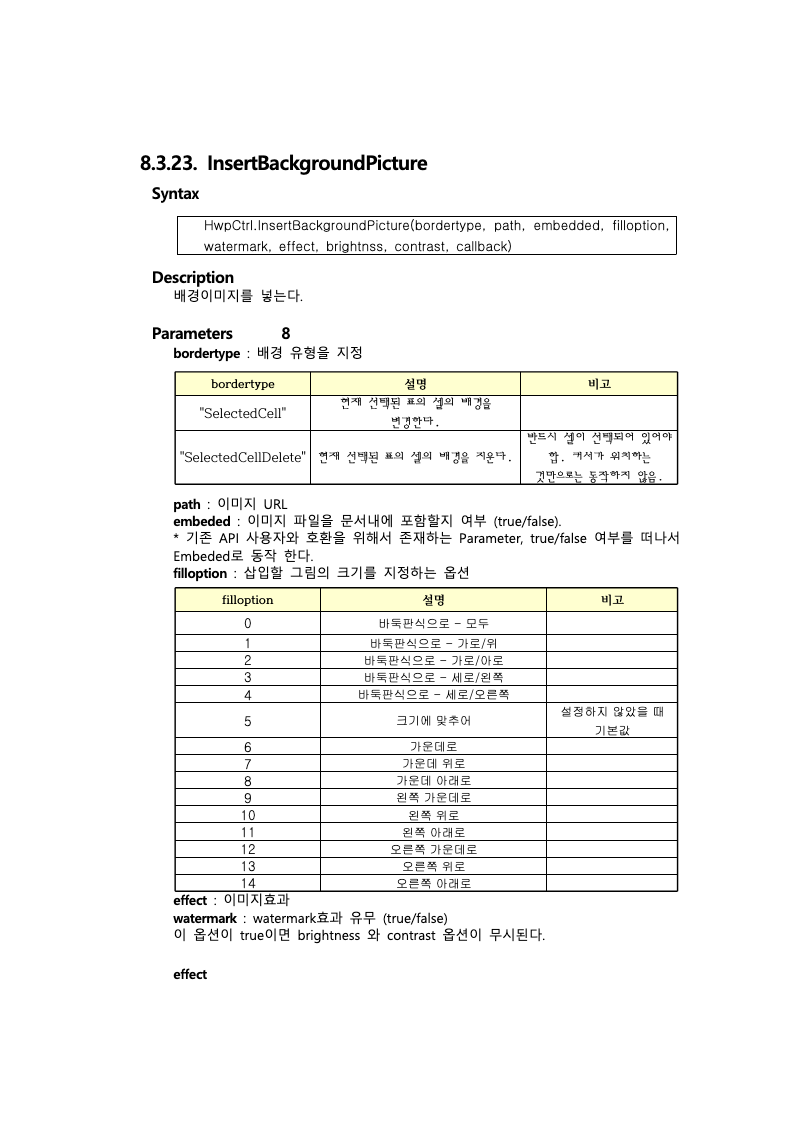 8.3.23. InsertBackgroundPicture
Syntax
HwpCtrl.InsertBackgroundPicture(bordertype, path, embedded, filloption,
watermark, effect, brightnss, contrast, callback)
Description
배경이미지를 넣는다.
Parameters 8
bordertype : 배경 유형을 지정
bordertype 설명 비고
"SelectedCell" 현재 선택된 표의 셀의 배경을
변경한다.
"SelectedCellDelete" 현재 선택된 표의 셀의 배경을 지운다. 반드시 셀이 선택되어 있어야
함. 커서가 위치하는
것만으로는 동작하지 않음.
path : 이미지 URL
embeded : 이미지 파일을 문서내에 포함할지 여부 (true/false).
* 기존 API 사용자와 호환을 위해서 존재하는 Parameter, true/false 여부를 떠나서
Embeded로 동작 한다.
filloption : 삽입할 그림의 크기를 지정하는 옵션
filloption 설명 비고
0 바둑판식으로 - 모두
1 바둑판식으로 - 가로/위
2 바둑판식으로 - 가로/아로
3 바둑판식으로 - 세로/왼쪽
4 바둑판식으로 - 세로/오른쪽
5 크기에 맞추어 설정하지 않았을 때
기본값
6 가운데로
7 가운데 위로
8 가운데 아래로
9 왼쪽 가운데로
10 왼쪽 위로
11 왼쪽 아래로
12 오른쪽 가운데로
13 오른쪽 위로
14 오른쪽 아래로
effect : 이미지효과
watermark : watermark효과 유무 (true/false)
이 옵션이 true이면 brightness 와 contrast 옵션이 무시된다.
effect